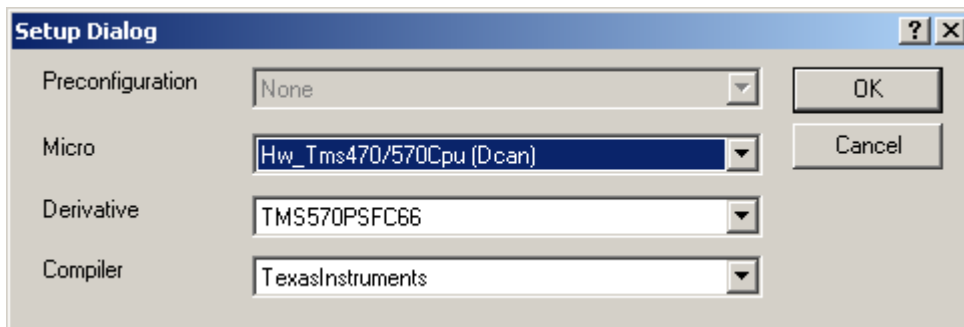 Setup Dialog
Preconfiguration None OK
Micro Hw_Tms470/570Cpu (Dcan) Cancel
Derivative TMS570PSFC66
Compiler TexasInstruments